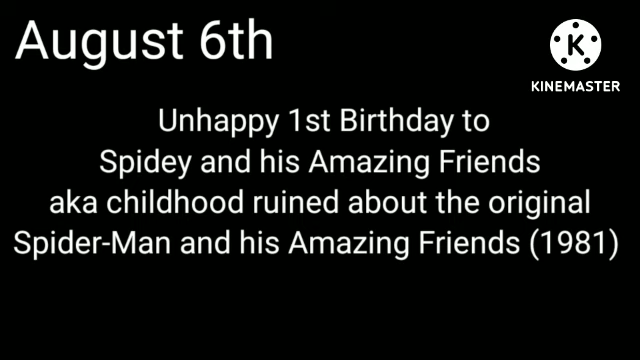 August 6th
K
KINEMASTER
Unhappy 1st Birthday to
Spidey and his Amazing Friends
aka childhood ruined about the original
Spider-Man and his Amazing Friends (1981)